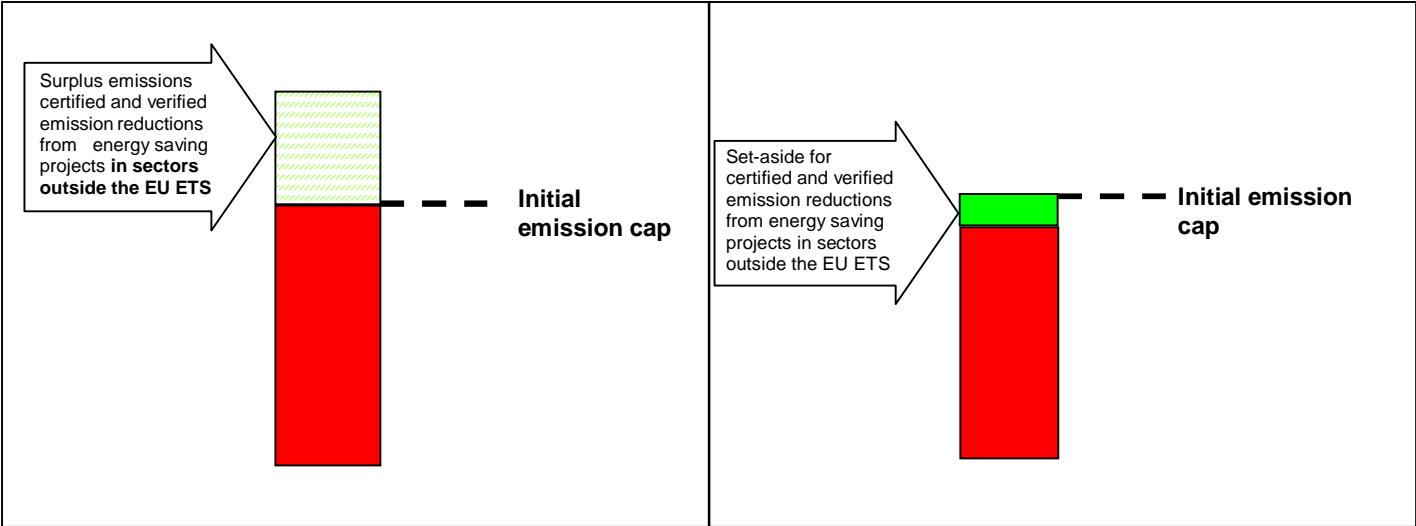 Surplus emissions
certified and verified
emission reductions
from energy saving
projects in sectors
outside the EU ETS
Initial
emission cap
Set-aside for
certified and verified
emission reductions
from energy saving
projects in sectors
outside the EU ETS
Initial emission
cap